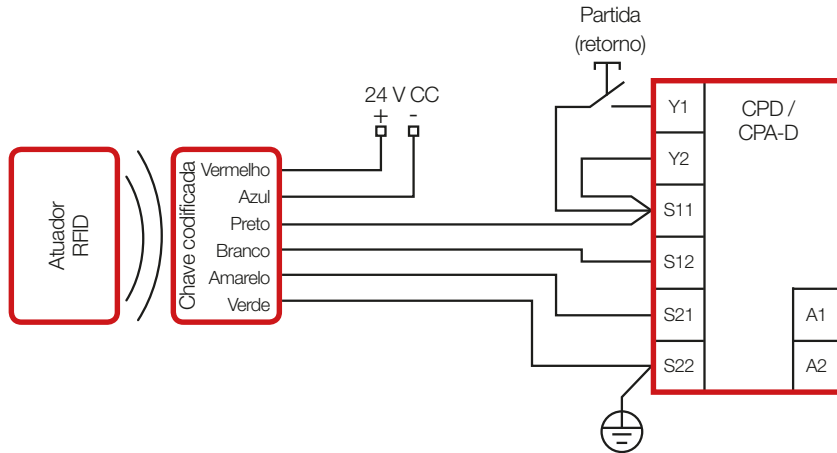 Partida
(retorno)
24 V CC
+ -
Atuador
RFID
Chave codificada
Vermelho
Azul
Preto
Branco
Amarelo
Verde
Y1
Y2
S11
S12
S21
S22
CPD /
CPA-D
A1
A2